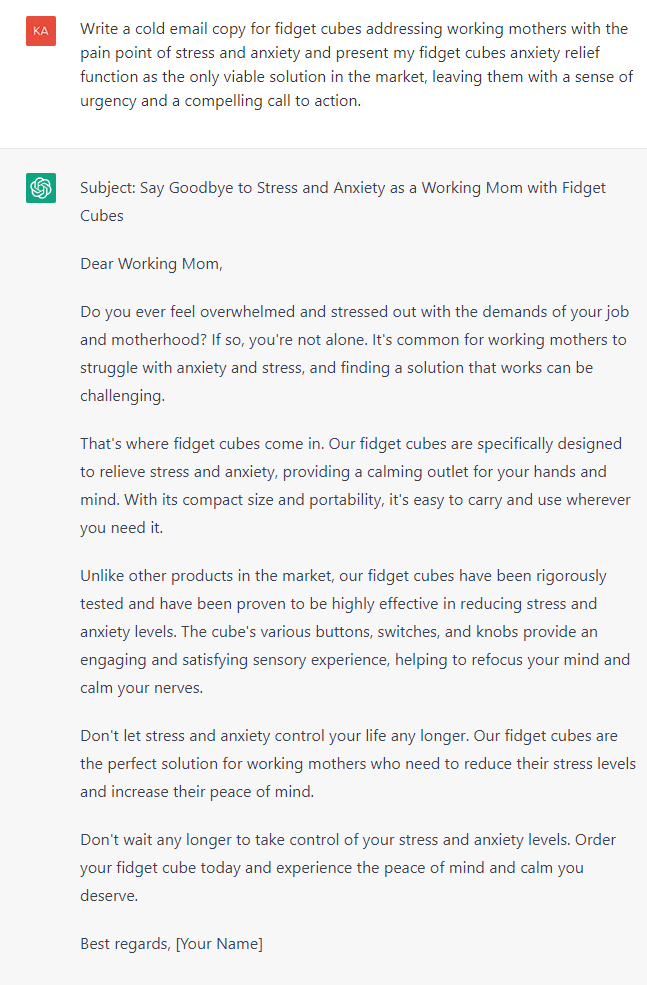 KA
Write a cold email copy for fidget cubes addressing working mothers with the
pain point of stress and anxiety and present my fidget cubes anxiety relief
function as the only viable solution in the market, leaving them with a sense of
urgency and a compelling call to action.
Subject: Say Goodbye to Stress and Anxiety as a Working Mom with Fidget
Cubes
Dear Working Mom,
Do you ever feel overwhelmed and stressed out with the demands of your job
and motherhood? If so, you're not alone. It's common for working mothers to
struggle with anxiety and stress, and finding a solution that works can be
challenging.
That's where fidget cubes come in. Our fidget cubes are specifically designed
to relieve stress and anxiety, providing a calming outlet for your hands and
mind. With its compact size and portability, it's easy to carry and use wherever
you need it.
Unlike other products in the market, our fidget cubes have been rigorously
tested and have been proven to be highly effective in reducing stress and
anxiety levels. The cube's various buttons, switches, and knobs provide an
engaging and satisfying sensory experience, helping to refocus your mind and
calm your nerves.
Don't let stress and anxiety control your life any longer. Our fidget cubes are
the perfect solution for working mothers who need to reduce their stress levels
and increase their peace of mind.
Don't wait any longer to take control of your stress and anxiety levels. Order
your fidget cube today and experience the peace of mind and calm you
deserve.
Best regards, [Your Name]